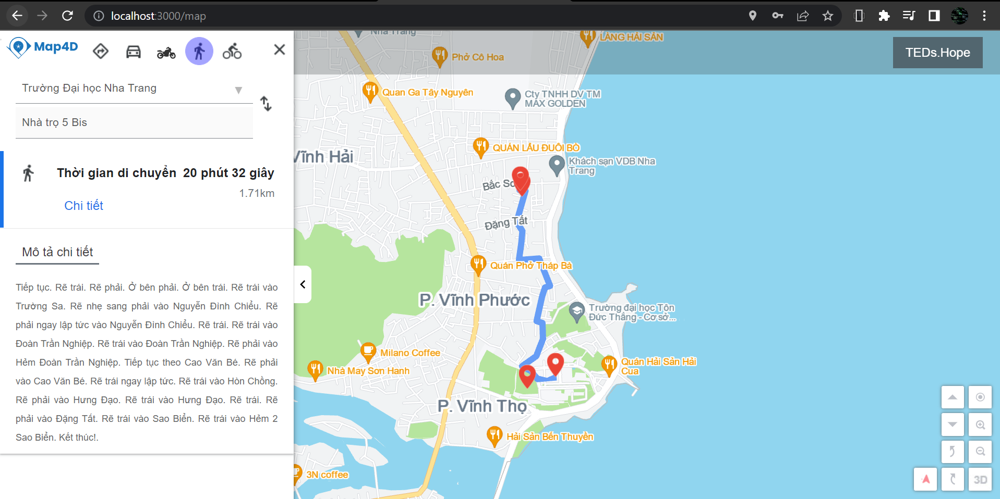 localhost:3000/map
Map4D
Trường Đại học Nha Trang
Nhà trọ 5 Bis
Thời gian di chuyển 20 phút 32 giây
1.71km
Chi tiết
Mô tả chi tiết
Tiếp tục. Rẽ trái. Rẽ phải. Ở bên phải. Ở bên trái. Rẽ trái vào
Trường Sa. Rẽ nhẹ sang phải vào Nguyễn Đình Chiểu. Rẽ
phải ngay lập tức vào Nguyễn Đình Chiểu. Rẽ trái. Rẽ trái vào
Đoàn Trần Nghiệp. Rẽ trái vào Đoàn Trần Nghiệp. Rẽ phải vào
Hẻm Đoàn Trần Nghiệp. Tiếp tục theo Cao Văn Bé. Rẽ phải
vào Cao Văn Bé. Rẽ trái ngay lập tức. Rẽ trái vào Hòn Chồng.
Rẽ phải vào Hưng Đạo. Rẽ trái vào Hưng Đạo. Rẽ trái. Rẽ
phải vào Đặng Tất. Rẽ trái vào Sao Biển. Rẽ trái vào Hẻm 2
Sao Biển. Kết thúc!.
TEDs.Hope
Nha Trang
LÀNG HẢI SẢN
Phở Cô Hoa
Quan Ga Tây Nguyên
Cty TNHH DV TM
MAX GOLDEN
QUÁN LẨU ĐUÔI BÒ
Vĩnh Hải
Khách sạn VDB Nha
Trang
Bắc Sơ
Đặng Tất
Quán Phở Tháp Bà
P. Vĩnh Phước
Trường đại học Tôn
Đức Thắng - Cơ sở...
Milano Coffee
Nhà May Sơn Hanh
Quán Hải Sản Hải
Cua
P. Vĩnh Thọ
Hải Sản Bến Thuyền
3N coffee
3D